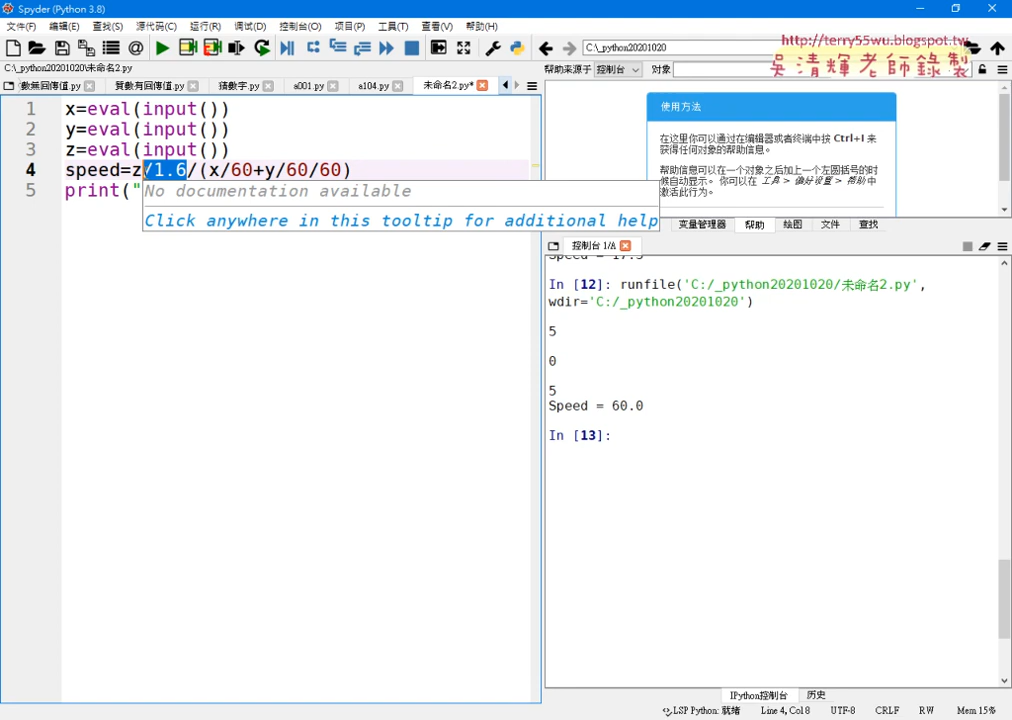 Spyder (Python 3.8)
文件(F) 编辑(E) 查找(S) 源代码(C) 运行(R) 调试(D) 控制台(O) 项目(P) 工具(T) 查看(V) 帮助(H)
C:\_python20201020
http://terry55wu.blogspot.tw
吳清輝老師錄製
C:\_python20201020\未命名2.py
數無回傳值.py 質數有回傳值.py 猜數字.py a001.py a104.py 未命名2.py*
1 x=eval(input())
2 y=eval(input())
3 z=eval(input())
4 speed=z/1.6/(x/60+y/60/60)
5 print("
No documentation available
Click anywhere in this tooltip for additional help
帮助来源于 控制台 对象
使用方法
在这里你可以通过在编辑器或者终端中按 Ctrl+I 来
获得任何对象的帮助信息。
帮助信息可以在一个对象之后加上一个左圆括号的时
候自动显示。 你可以在 工具 > 偏好设置 > 帮助 中
激活此行为。
变量管理器 帮助 绘图 文件 查找
控制台 1/A
Speed = 17.5
In [12]: runfile('C:/_python20201020/未命名2.py',
wdir='C:/_python20201020')
5
0
5
Speed = 60.0
In [13]:
IPython控制台 历史
LSP Python: 就绪 Line 4, Col 8 UTF-8 CRLF RW Mem 15%